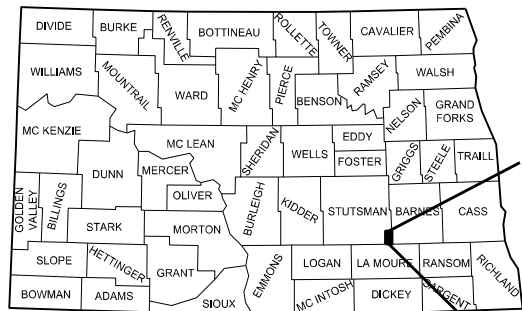 DIVIDE
BURKE
RENVILLE
BOTTINEAU
ROLLETTE
TOWNER
CAVALIER
PEMBINA
WILLIAMS
MOUNTRAIL
WARD
MC HENRY
PIERCE
BENSON
RAMSEY
WALSH
NELSON
GRAND
FORKS
MC KENZIE
MC LEAN
SHERIDAN
WELLS
EDDY
FOSTER
GRIGGS
STEELE
TRAILL
DUNN
MERCER
OLIVER
GOLDEN
VALLEY
BILLINGS
STARK
MORTON
BURLEIGH
KIDDER
STUTSMAN
BARNES
CASS
SLOPE
HETTINGER
GRANT
EMMONS
LOGAN
LA MOURE
RANSOM
RICHLAND
BOWMAN
ADAMS
SIOUX
MC INTOSH
DICKEY
SARGENT